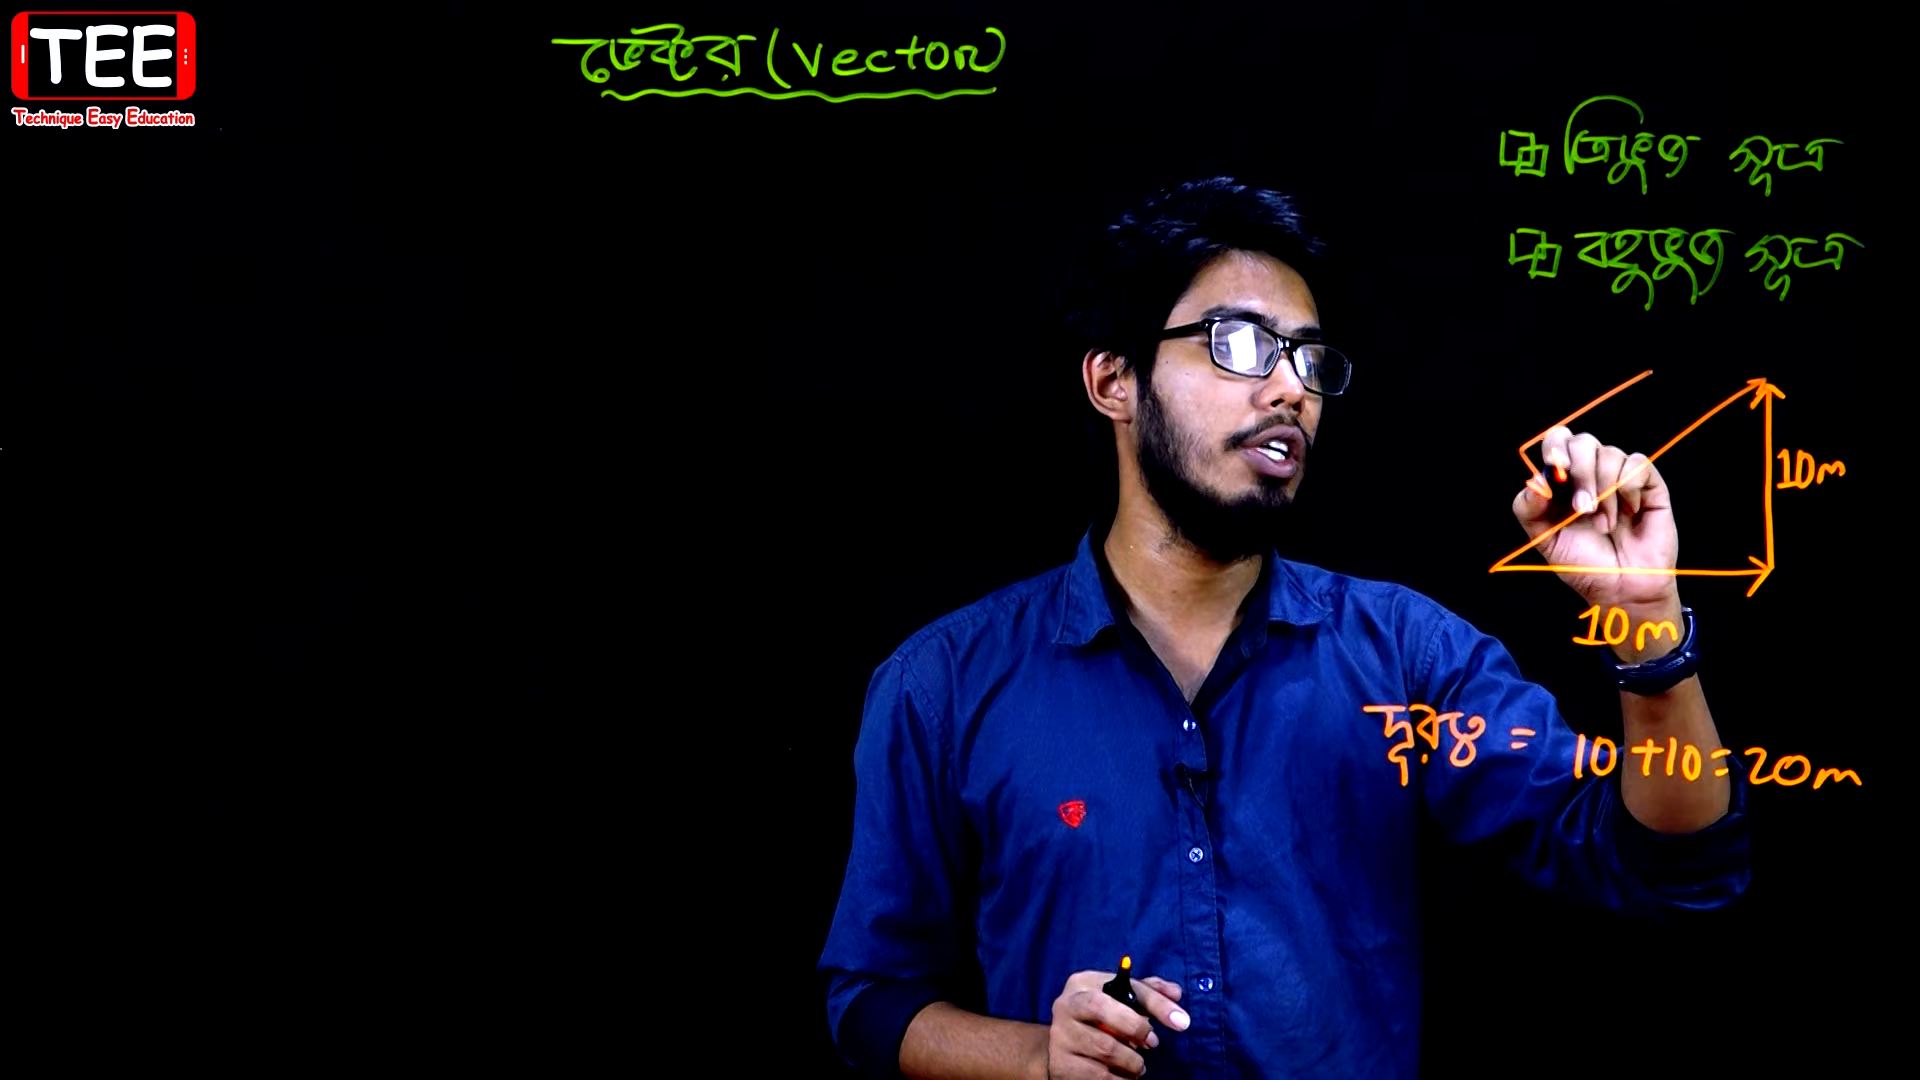 TEE
Technique Easy Education
ভেক্টর (Vector)
ত্রিভুজ সূত্র
বহুভুজ সূত্র
10m
10m
দূরত্ব = 10+10=20m